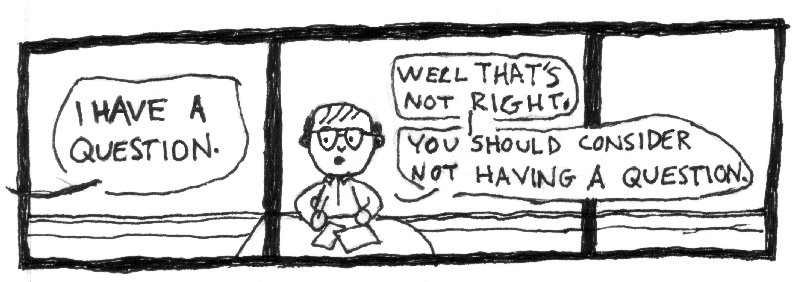 I HAVE A
QUESTION.
WELL THAT'S
NOT RIGHT.
YOU SHOULD CONSIDER
NOT HAVING A QUESTION.